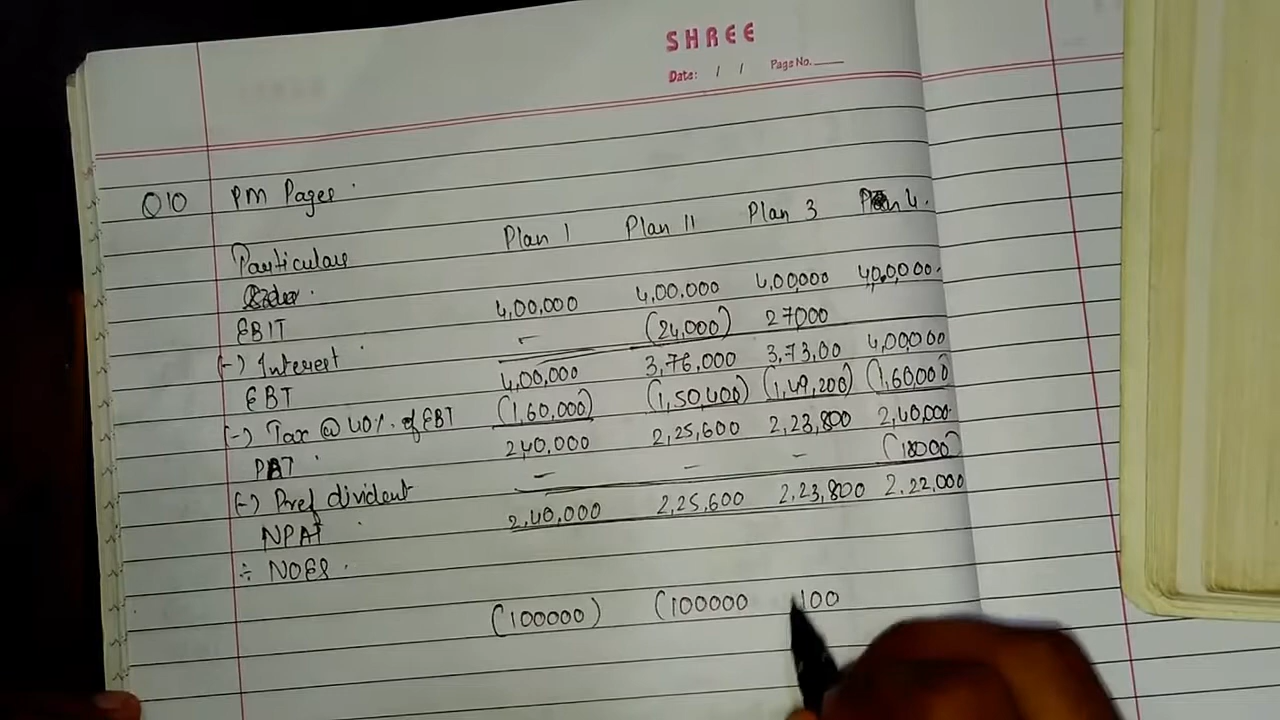 SHREE
Date: / / Page No.
Q10 PM Pages.
Particulars Plan I Plan II Plan 3 Plan 4.
EBIT 4,00,000 4,00,000 4,00,000 4,00,000.
(-) Interest - (24,000) 27000
EBT 4,00,000 3,76,000 3,73,00 4,00,000
(-) Tax @ 40%. of EBT (1,60,000) (1,50,400) (1,49,200) (1,60,000)
PAT 240,000 2,25,600 2,23,800 2,40,000
(-) Pref divident - - - (18000)
NPAT 2,40,000 2,25,600 2,23,800 2,22,000
÷ NOES.
(100000) (100000 100